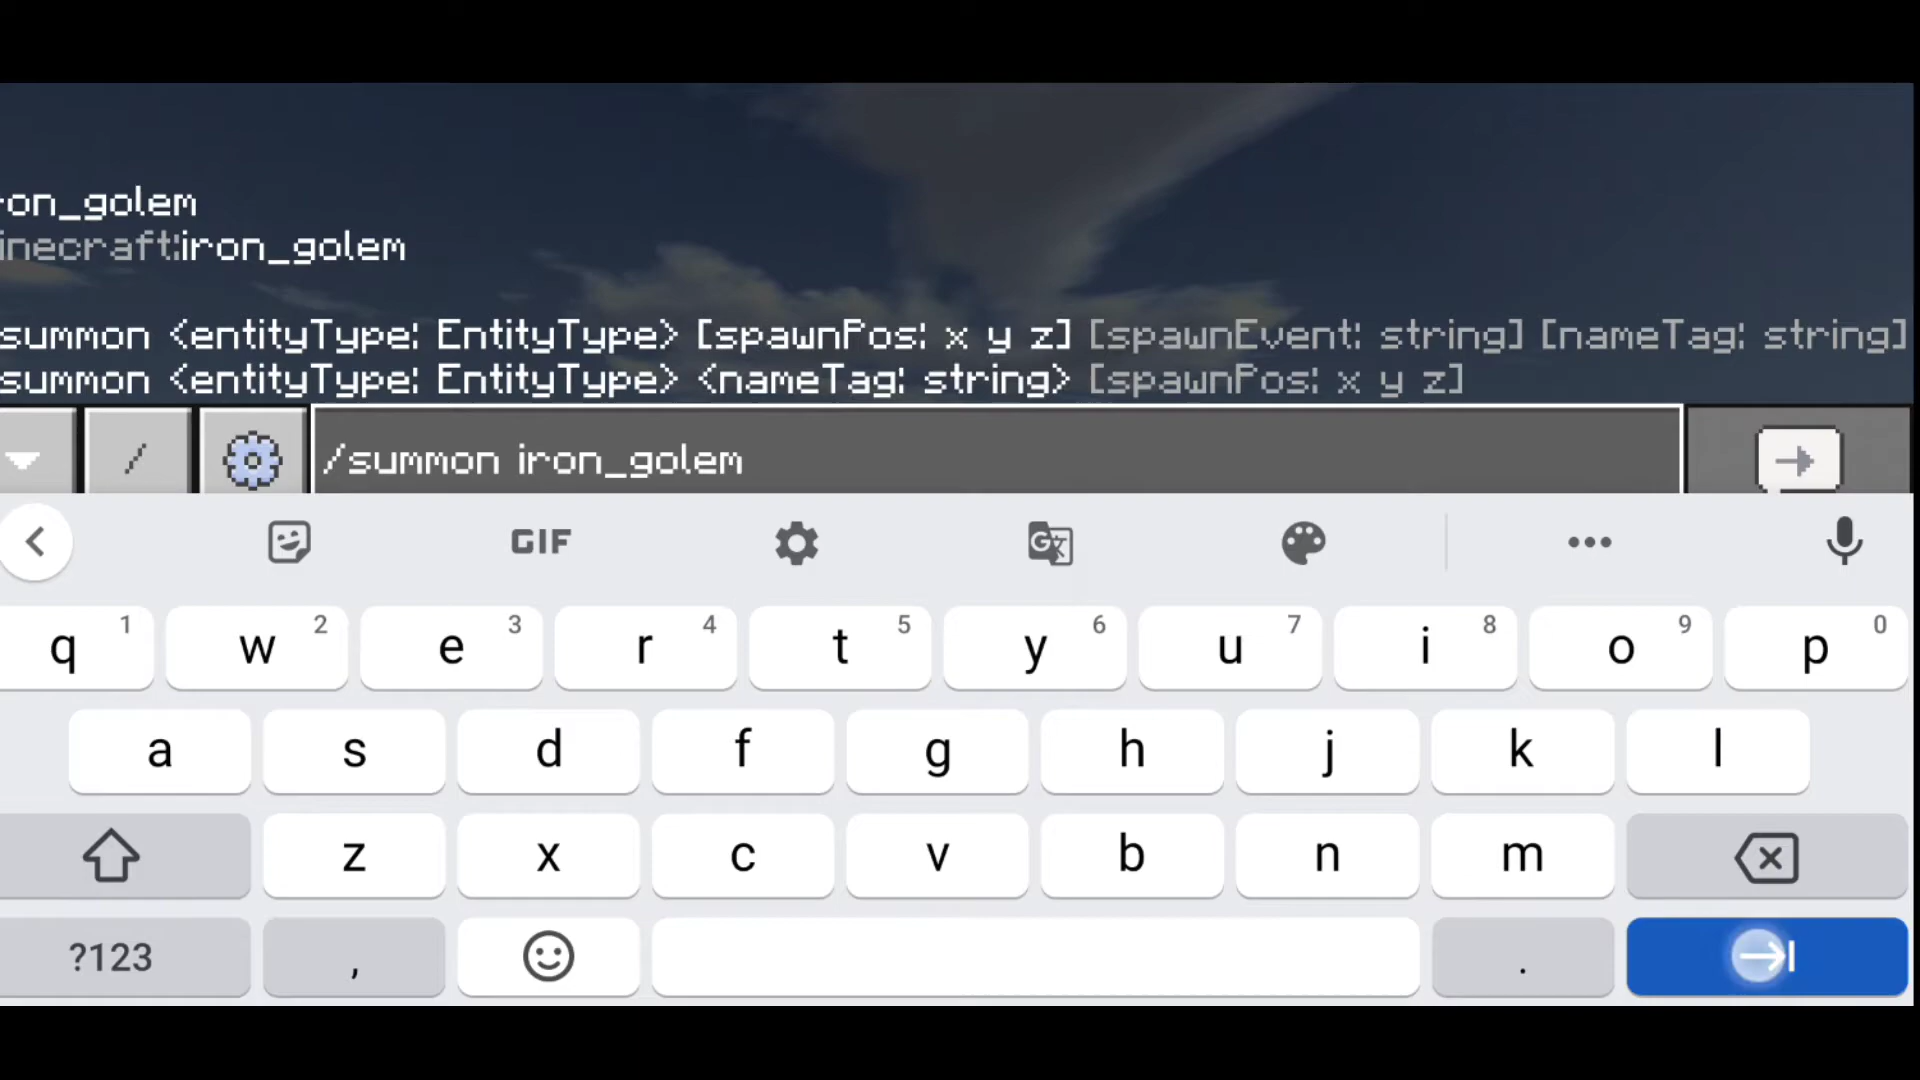 ron_golem
inecraft:iron_golem
summon <entityType: EntityType> [spawnPos: x y z] [spawnEvent: string] [nameTag: string]
summon <entityType: EntityType> <nameTag: string> [spawnPos: x y z]
/
/summon iron_golem
GIF
G
q 1 w 2 e 3 r 4 t 5 y 6 u 7 i 8 o 9 p 0
a s d f g h j k l
z x c v b n m
?123 , .